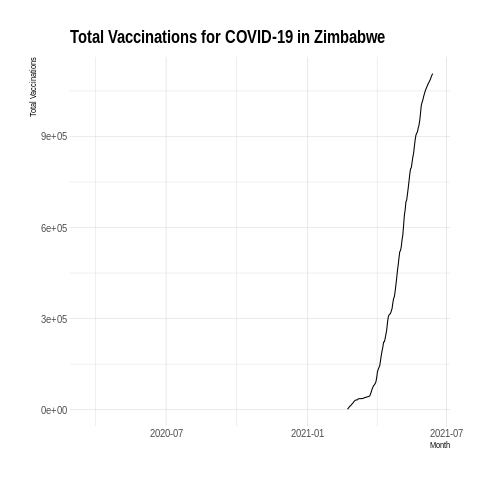 Total Vaccinations for COVID-19 in Zimbabwe
Total Vaccinations
9e+05
6e+05
3e+05
0e+00
2020-07 2021-01 2021-07
Month